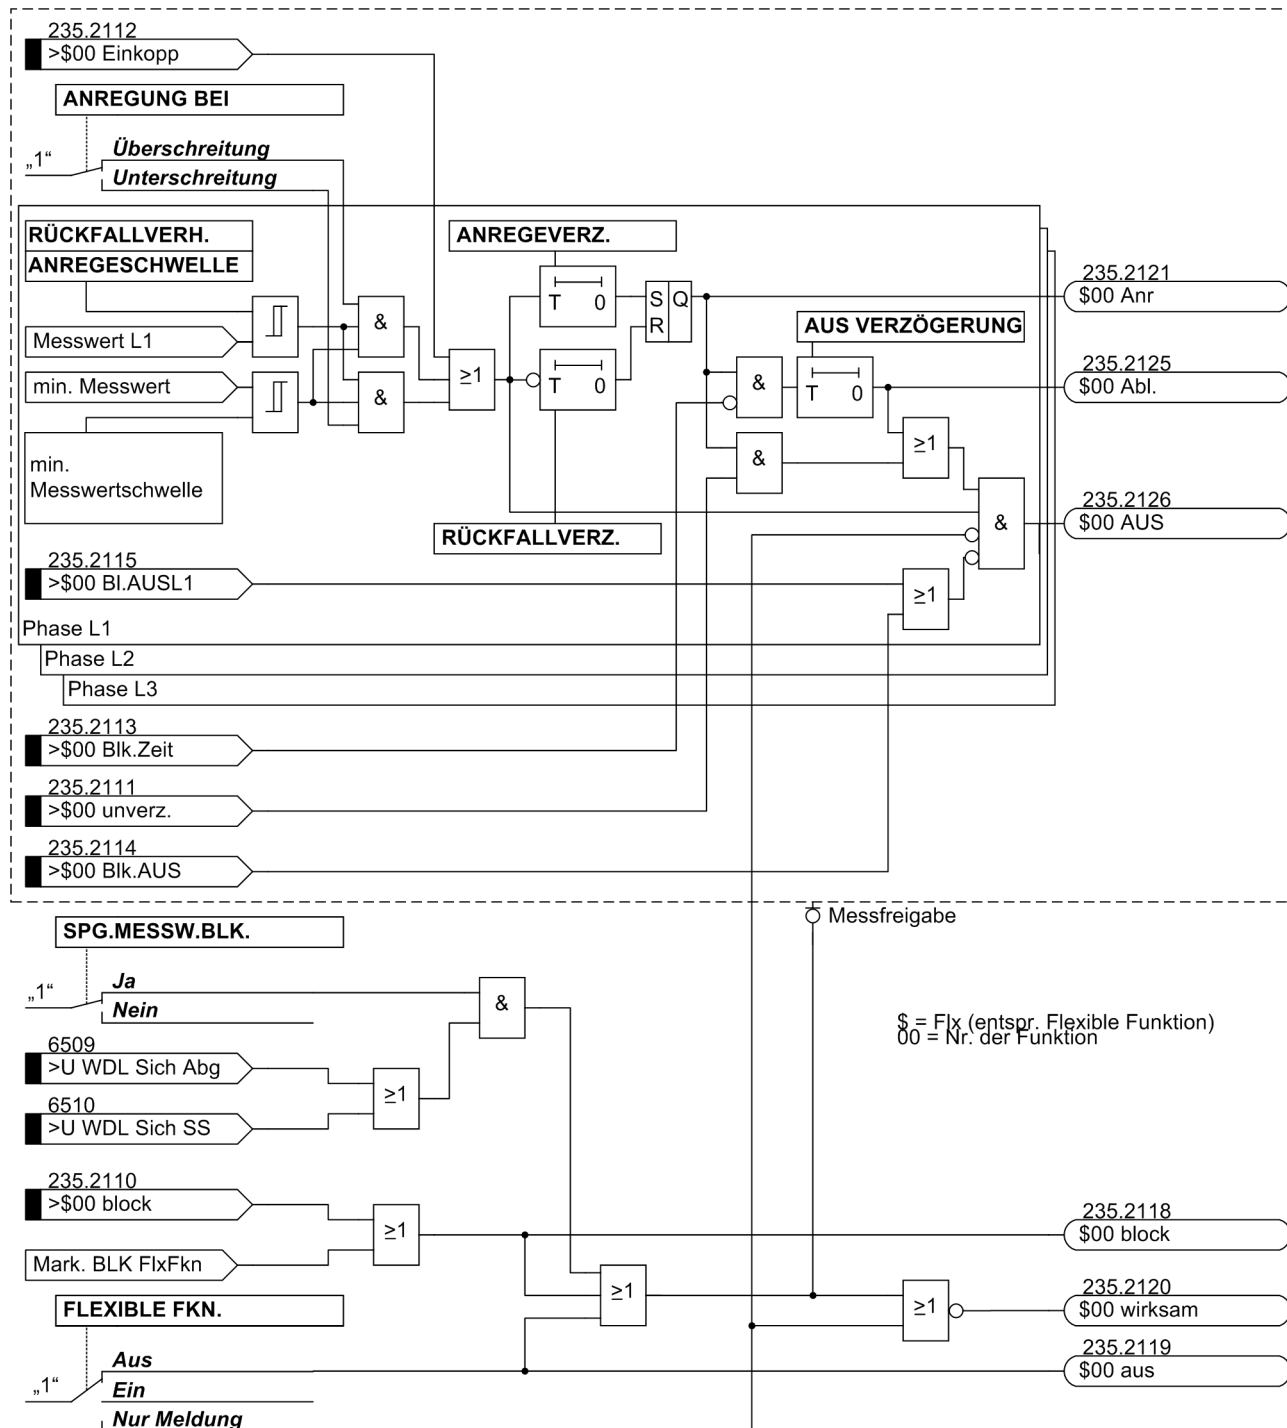 235.2112
>$00 Einkopp
ANREGUNG BEI
„1“
Überschreitung
Unterschreitung
RÜCKFALLVERH.
ANREGESCHWELLE
Messwert L1
min. Messwert
min.
Messwertschwelle
&
&
≥1
ANREGEVERZ.
T 0
T 0
RÜCKFALLVERZ.
S Q
R
&
&
AUS VERZÖGERUNG
T 0
≥1
&
≥1
235.2121
$00 Anr
235.2125
$00 Abl.
235.2126
$00 AUS
235.2115
>$00 Bl.AUSL1
Phase L1
Phase L2
Phase L3
235.2113
>$00 Blk.Zeit
235.2111
>$00 unverz.
235.2114
>$00 Blk.AUS
Messfreigabe
SPG.MESSW.BLK.
„1“
Ja
Nein
&
6509
>U WDL Sich Abg
6510
>U WDL Sich SS
≥1
$ = Flx (entspr. Flexible Funktion)
00 = Nr. der Funktion
235.2110
>$00 block
Mark. BLK FlxFkn
≥1
≥1
≥1
235.2118
$00 block
235.2120
$00 wirksam
235.2119
$00 aus
FLEXIBLE FKN.
„1“
Aus
Ein
Nur Meldung